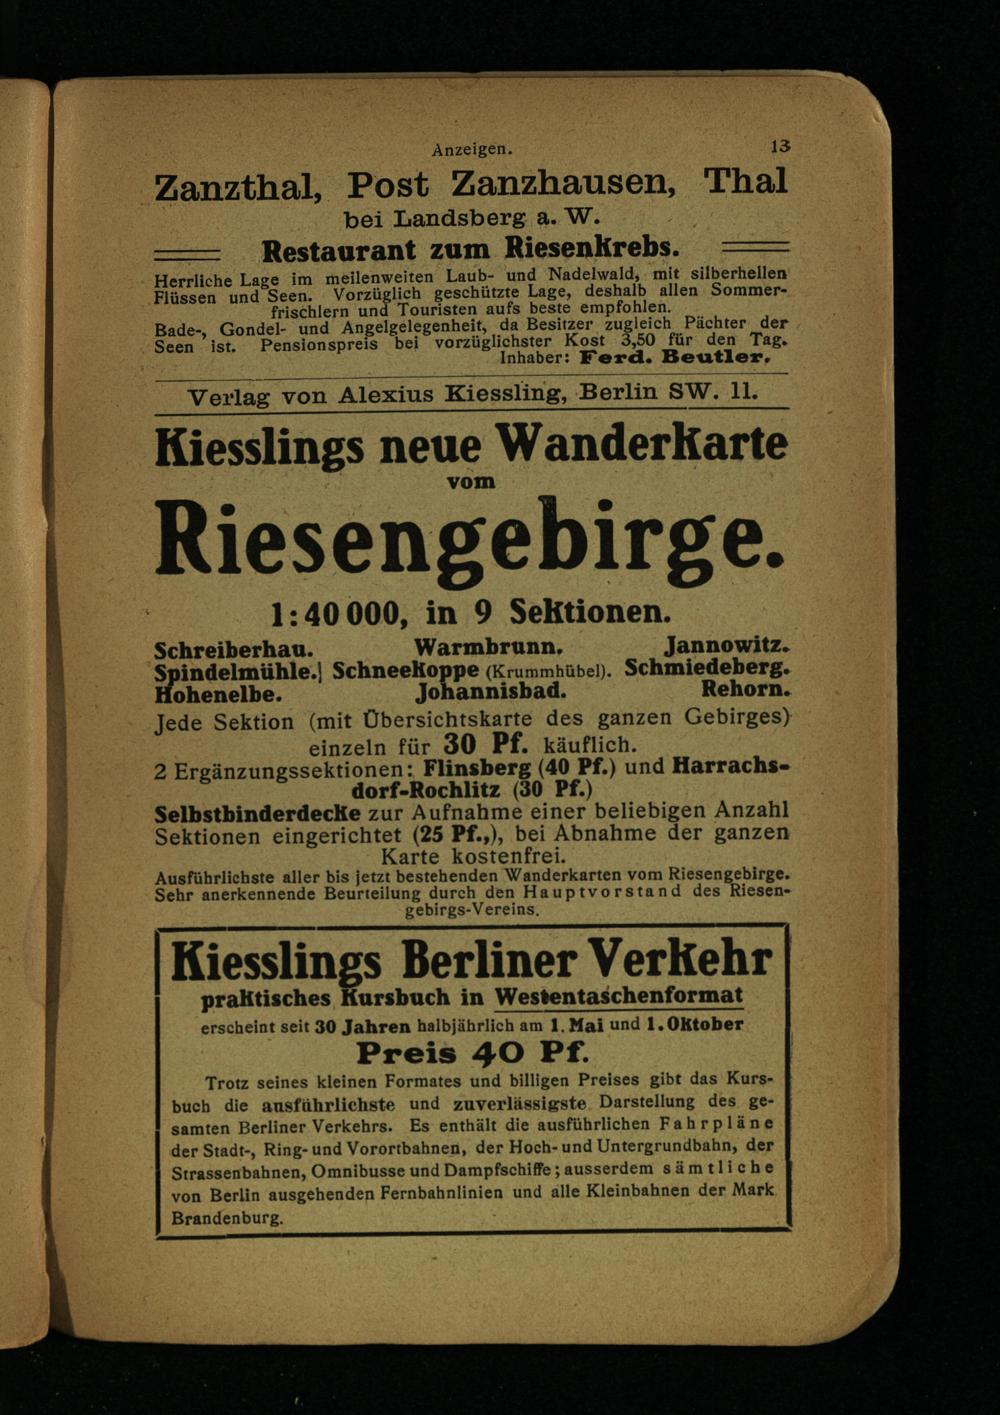 Anzeigen. 13
Zanzthal, Post Zanzhausen, Thal
bei Landsberg a. W.
Restaurant zum Riesenkrebs.
Herrliche Lage im meilenweiten Laub- und Nadelwald, mit silberhellen
Flüssen und Seen. Vorzüglich geschützte Lage, deshalb allen Sommer-
frischlern und Touristen aufs beste empfohlen.
Bade-, Gondel- und Angelgelegenheit, da Besitzer zugleich Pächter der
Seen ist. Pensionspreis bei vorzüglichster Kost 3,50 für den Tag.
Inhaber: Ferd. Beutler.
Verlag von Alexius Kiessling, Berlin SW. 11.
Kiesslings neue Wanderkarte
vom
Riesengebirge.
1:40 000, in 9 Sektionen.
Schreiberhau. Warmbrunn. Jannowitz.
Spindelmühle.| Schneekoppe (Krummhübel). Schmiedeberg.
Hohenelbe. Johannisbad. Rehorn.
Jede Sektion (mit Übersichtskarte des ganzen Gebirges)
einzeln für 30 Pf. käuflich.
2 Ergänzungssektionen: Flinsberg (40 Pf.) und Harrachs-
dorf-Rochlitz (30 Pf.)
Selbstbinderdecke zur Aufnahme einer beliebigen Anzahl
Sektionen eingerichtet (25 Pf.,), bei Abnahme der ganzen
Karte kostenfrei.
Ausführlichste aller bis jetzt bestehenden Wanderkarten vom Riesengebirge.
Sehr anerkennende Beurteilung durch den Hauptvorstand des Riesen-
gebirgs-Vereins.
Kiesslings Berliner Verkehr
praktisches Kursbuch in Westentaschenformat
erscheint seit 30 Jahren halbjährlich am 1. Mai und 1. Oktober
Preis 40 Pf.
Trotz seines kleinen Formates und billigen Preises gibt das Kurs-
buch die ausführlichste und zuverlässigste Darstellung des ge-
samten Berliner Verkehrs. Es enthält die ausführlichen Fahrpläne
der Stadt-, Ring- und Vorortbahnen, der Hoch- und Untergrundbahn, der
Strassenbahnen, Omnibusse und Dampfschiffe; ausserdem sämtliche
von Berlin ausgehenden Fernbahnlinien und alle Kleinbahnen der Mark
Brandenburg.